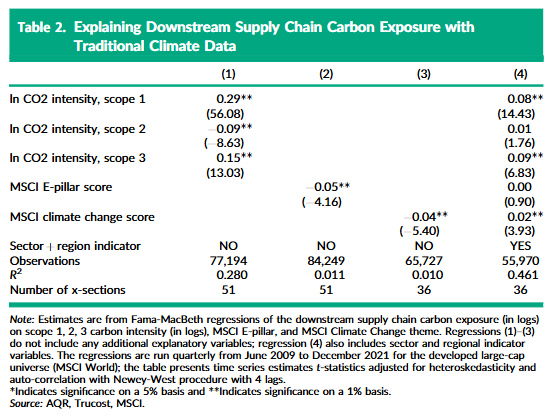 Table 2. Explaining Downstream Supply Chain Carbon Exposure with
Traditional Climate Data
(1) (2) (3) (4)
ln CO2 intensity, scope 1 0.29** 0.08**
(56.08) (14.43)
ln CO2 intensity, scope 2 −0.09** 0.01
(−8.63) (1.76)
ln CO2 intensity, scope 3 0.15** 0.09**
(13.03) (6.83)
MSCI E-pillar score −0.05** 0.00
(−4.16) (0.90)
MSCI climate change score −0.04** 0.02**
(−5.40) (3.93)
Sector + region indicator NO NO NO YES
Observations 77,194 84,249 65,727 55,970
R² 0.280 0.011 0.010 0.461
Number of x-sections 51 51 36 36
Note: Estimates are from Fama-MacBeth regressions of the downstream supply chain carbon exposure (in logs)
on scope 1, 2, 3 carbon intensity (in logs), MSCI E-pillar, and MSCI Climate Change theme. Regressions (1)–(3)
do not include any additional explanatory variables; regression (4) also includes sector and regional indicator
variables. The regressions are run quarterly from June 2009 to December 2021 for the developed large-cap
universe (MSCI World); the table presents time series estimates t-statistics adjusted for heteroskedasticity and
auto-correlation with Newey-West procedure with 4 lags.
*Indicates significance on a 5% basis and **Indicates significance on a 1% basis.
Source: AQR, Trucost, MSCI.